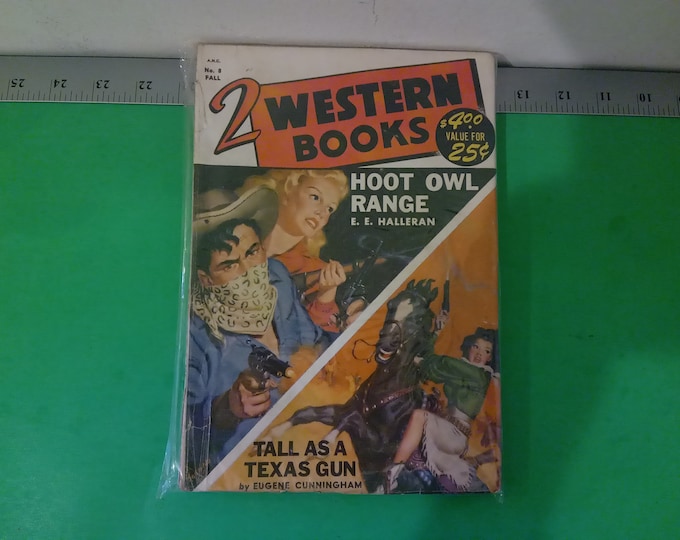 A.M.C.
No. 8
FALL
2 WESTERN
BOOKS
$4.00
VALUE FOR
25¢
HOOT OWL
RANGE
E. E. HALLERAN
TALL AS A
TEXAS GUN
by EUGENE CUNNINGHAM
25 24 23 22
13 12 11 10